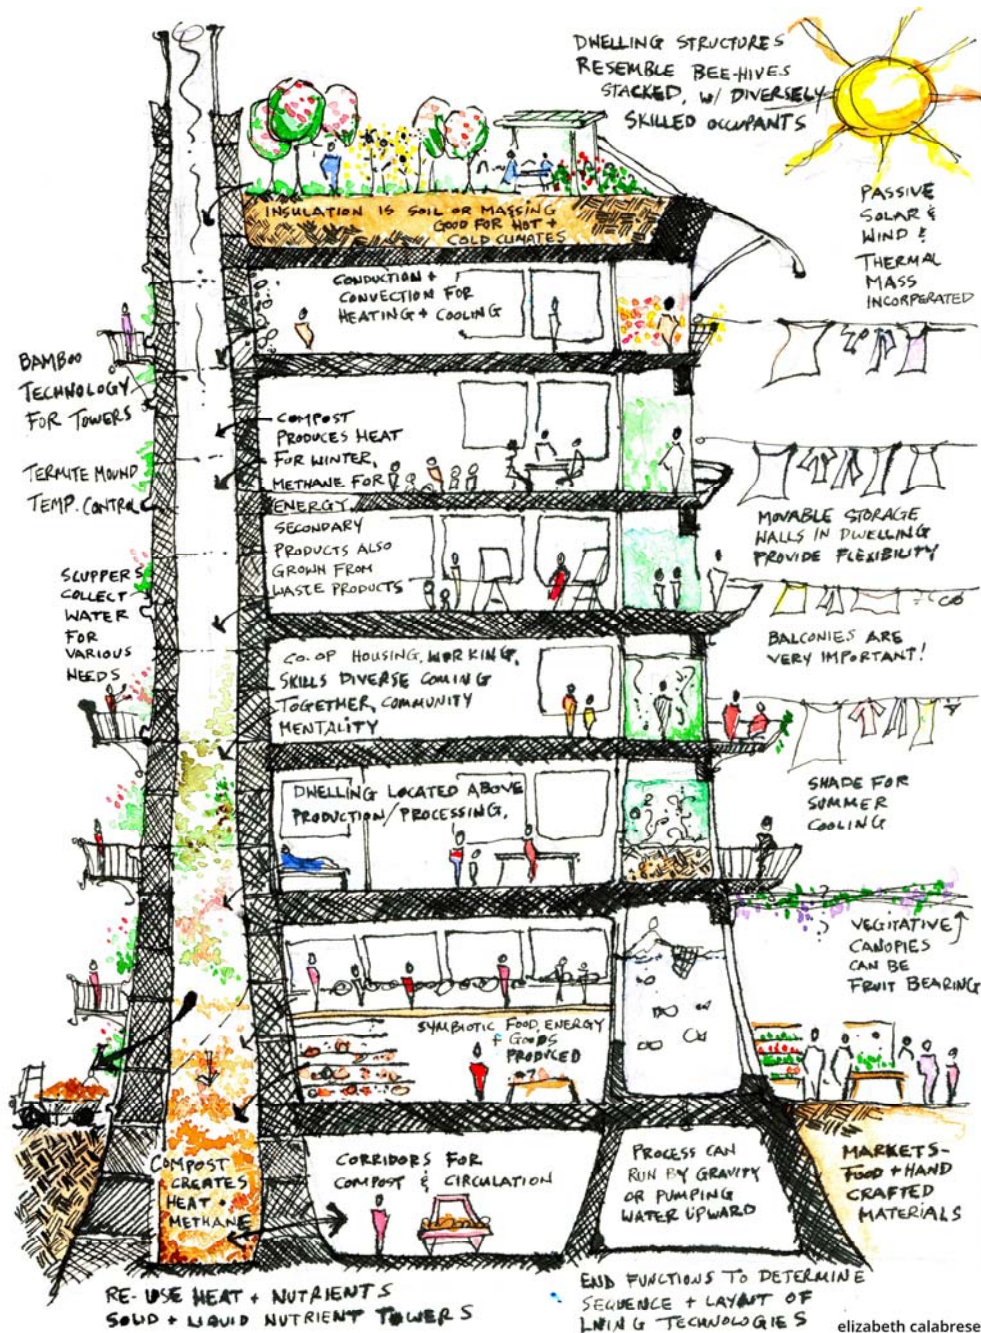 DWELLING STRUCTURES
RESEMBLE BEE-HIVES
STACKED, W/ DIVERSELY
SKILLED OCCUPANTS
PASSIVE
SOLAR &
WIND &
THERMAL
MASS
INCORPERATED
INSULATION IS SOIL OR MASSING
GOOD FOR HOT +
COLD CLIMATES
CONDUCTION +
CONVECTION FOR
HEATING + COOLING
BAMBOO
TECHNOLOGY
FOR TOWERS
TERMITE MOUND
TEMP. CONTROL
COMPOST
PRODUCES HEAT
FOR WINTER,
METHANE FOR
ENERGY
SECONDARY
PRODUCTS ALSO
GROWN FROM
WASTE PRODUCTS
MOVABLE STORAGE
WALLS IN DWELLING
PROVIDE FLEXIBILITY
SCUPPERS
COLLECT
WATER
FOR
VARIOUS
NEEDS
BALCONIES ARE
VERY IMPORTANT!
CO-OP HOUSING, WORKING,
SKILLS DIVERSE COMING
TOGETHER, COMMUNITY
MENTALITY
DWELLING LOCATED ABOVE
PRODUCTION/PROCESSING.
SHADE FOR
SUMMER
COOLING
VEGITATIVE
CANOPIES
CAN BE
FRUIT BEARING
SYMBIOTIC FOOD, ENERGY
+ GOODS
PRODUCED
COMPOST
CREATES
HEAT +
METHANE
CORRIDORS FOR
COMPOST & CIRCULATION
PROCESS CAN
RUN BY GRAVITY
OR PUMPING
WATER UPWARD
MARKETS-
FOOD + HAND
CRAFTED
MATERIALS
RE-USE HEAT + NUTRIENTS
SOLID + LIQUID NUTRIENT TOWERS
END FUNCTIONS TO DETERMINE
SEQUENCE + LAYOUT OF
LIVING TECHNOLOGIES
elizabeth calabrese